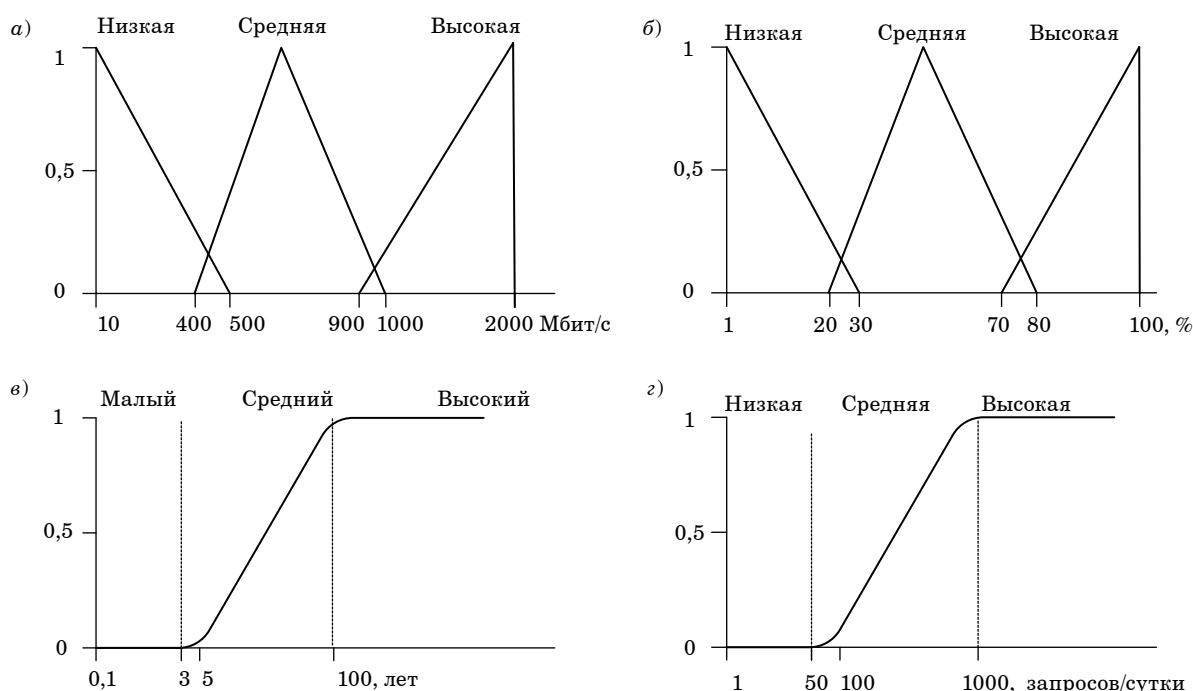 а) Низкая Средняя Высокая
1
0,5
0
10 400 500 900 1000 2000 Мбит/с
б) Низкая Средняя Высокая
1
0,5
0
1 20 30 70 80 100, %
в) Малый Средний Высокий
1
0,5
0
0,1 3 5 100, лет
г) Низкая Средняя Высокая
1
0,5
0
1 50 100 1000, запросов/сутки